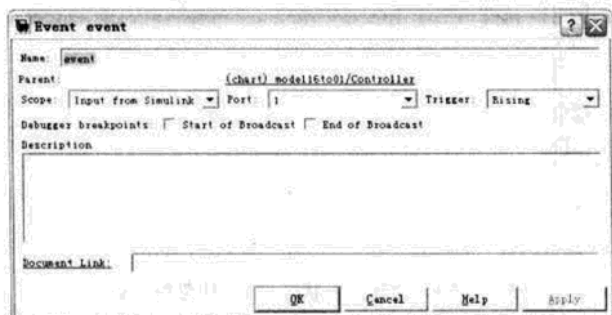 Event event
Name: event
Parent: (chart) model16to01/Controller
Scope: Input from Simulink Port: 1 Trigger: Rising
Debugger breakpoints: Start of Broadcast End of Broadcast
Description
Document Link:
OK Cancel Help Apply